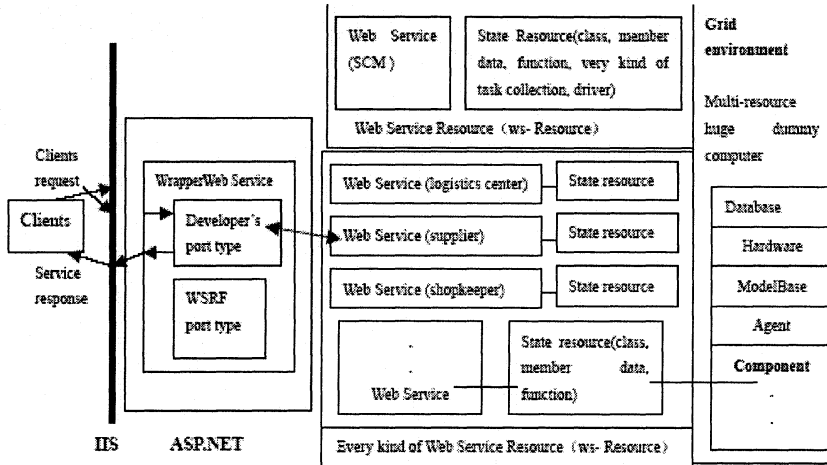 Web Service
(SCM )
State Resource(class, member
data, function, very kind of
task collection, driver)
Web Service Resource（ws- Resource）
Grid
environment
Multi-resource
huge dummy
computer
Clients
request
Clients
Service
response
WrapperWeb Service
Developer's
port type
WSRF
port type
Web Service (logistics center)
State resource
Web Service (supplier)
State resource
Web Service (shopkeeper)
State resource
.
.
Web Service
State resource(class,
member data,
function)
Database
Hardware
ModelBase
Agent
Component
.
.
IIS
ASP.NET
Every kind of Web Service Resource（ws- Resource）